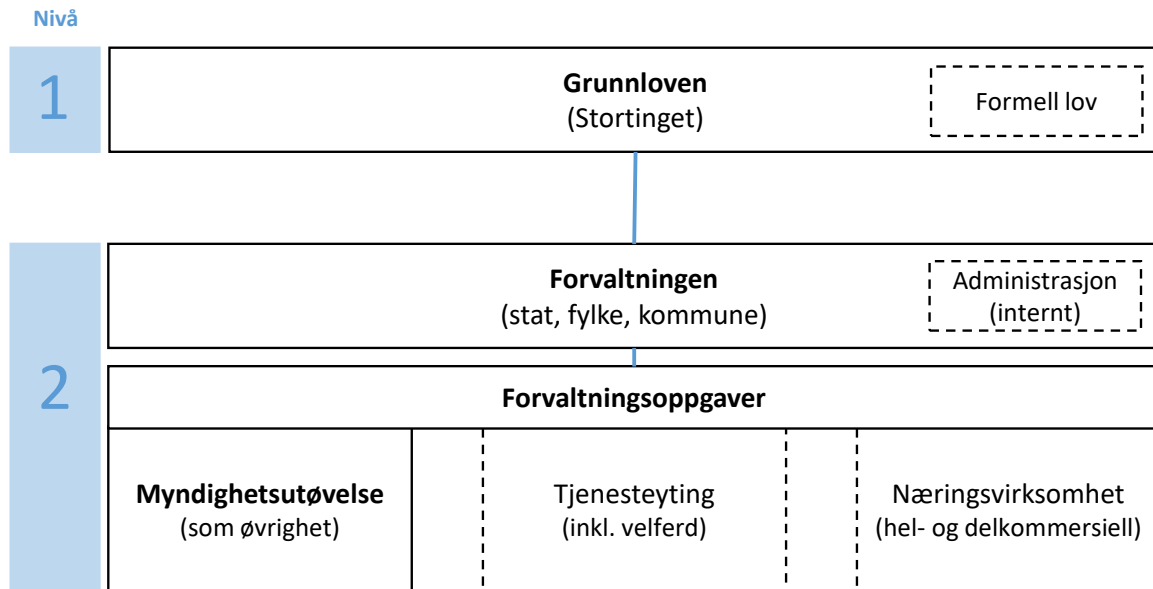 Nivå
1
Grunnloven
(Stortinget)
Formell lov
2
Forvaltningen
(stat, fylke, kommune)
Administrasjon
(internt)
Forvaltningsoppgaver
Myndighetsutøvelse
(som øvrighet)
Tjenesteyting
(inkl. velferd)
Næringsvirksomhet
(hel- og delkommersiell)